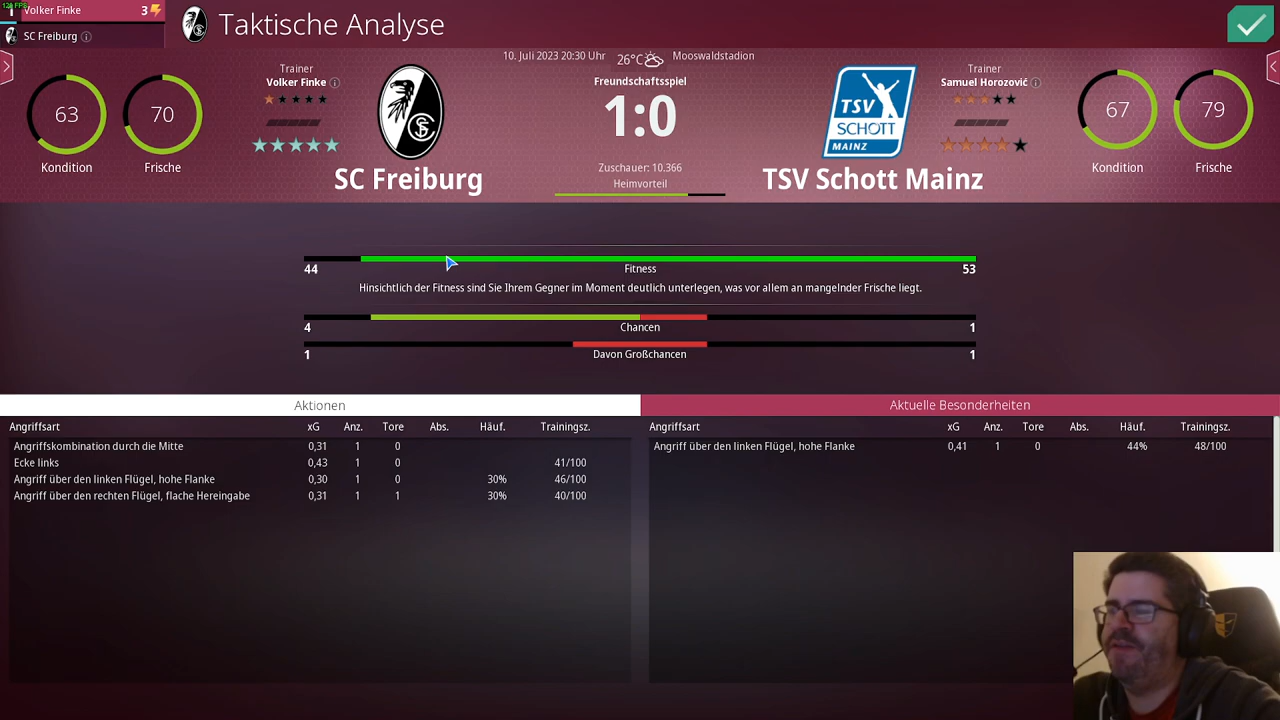 120 FPS
Volker Finke 3
SC Freiburg
Taktische Analyse
10. Juli 2023 20:30 Uhr 26°C Mooswaldstadion
Freundschaftsspiel
1:0
Zuschauer: 10.366
Heimvorteil
63
Kondition
70
Frische
Trainer
Volker Finke
SC Freiburg
TSV
SCHOTT
MAINZ
TSV Schott Mainz
Trainer
Samuel Horozović
67
Kondition
79
Frische
44 Fitness 53
Hinsichtlich der Fitness sind Sie Ihrem Gegner im Moment deutlich unterlegen, was vor allem an mangelnder Frische liegt.
4 Chancen 1
1 Davon Großchancen 1
Aktionen
Angriffsart xG Anz. Tore Abs. Häuf. Trainingsz.
Angriffskombination durch die Mitte 0,31 1 0
Ecke links 0,43 1 0 41/100
Angriff über den linken Flügel, hohe Flanke 0,30 1 0 30% 46/100
Angriff über den rechten Flügel, flache Hereingabe 0,31 1 1 30% 40/100
Aktuelle Besonderheiten
Angriffsart xG Anz. Tore Abs. Häuf. Trainingsz.
Angriff über den linken Flügel, hohe Flanke 0,41 1 0 44% 48/100